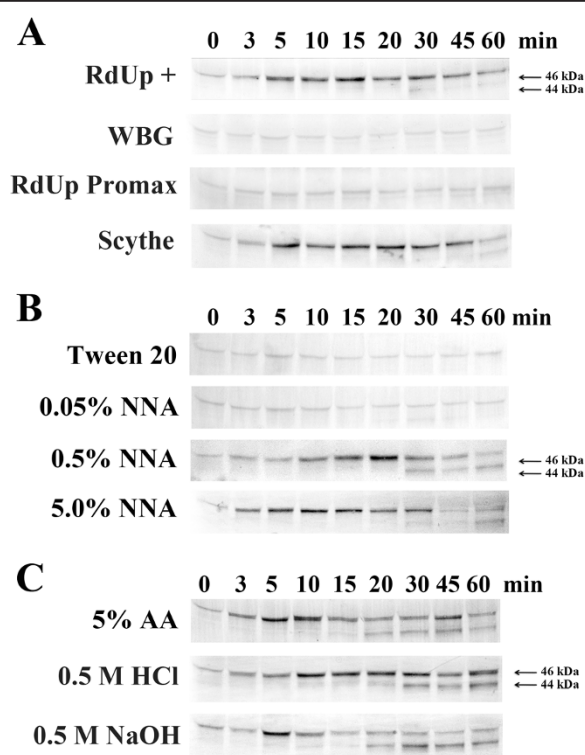 A
0 3 5 10 15 20 30 45 60 min
RdUp + ← 46 kDa
← 44 kDa
WBG
RdUp Promax
Scythe
B
0 3 5 10 15 20 30 45 60 min
Tween 20
0.05% NNA
0.5% NNA ← 46 kDa
← 44 kDa
5.0% NNA
C
0 3 5 10 15 20 30 45 60 min
5% AA
0.5 M HCl ← 46 kDa
← 44 kDa
0.5 M NaOH